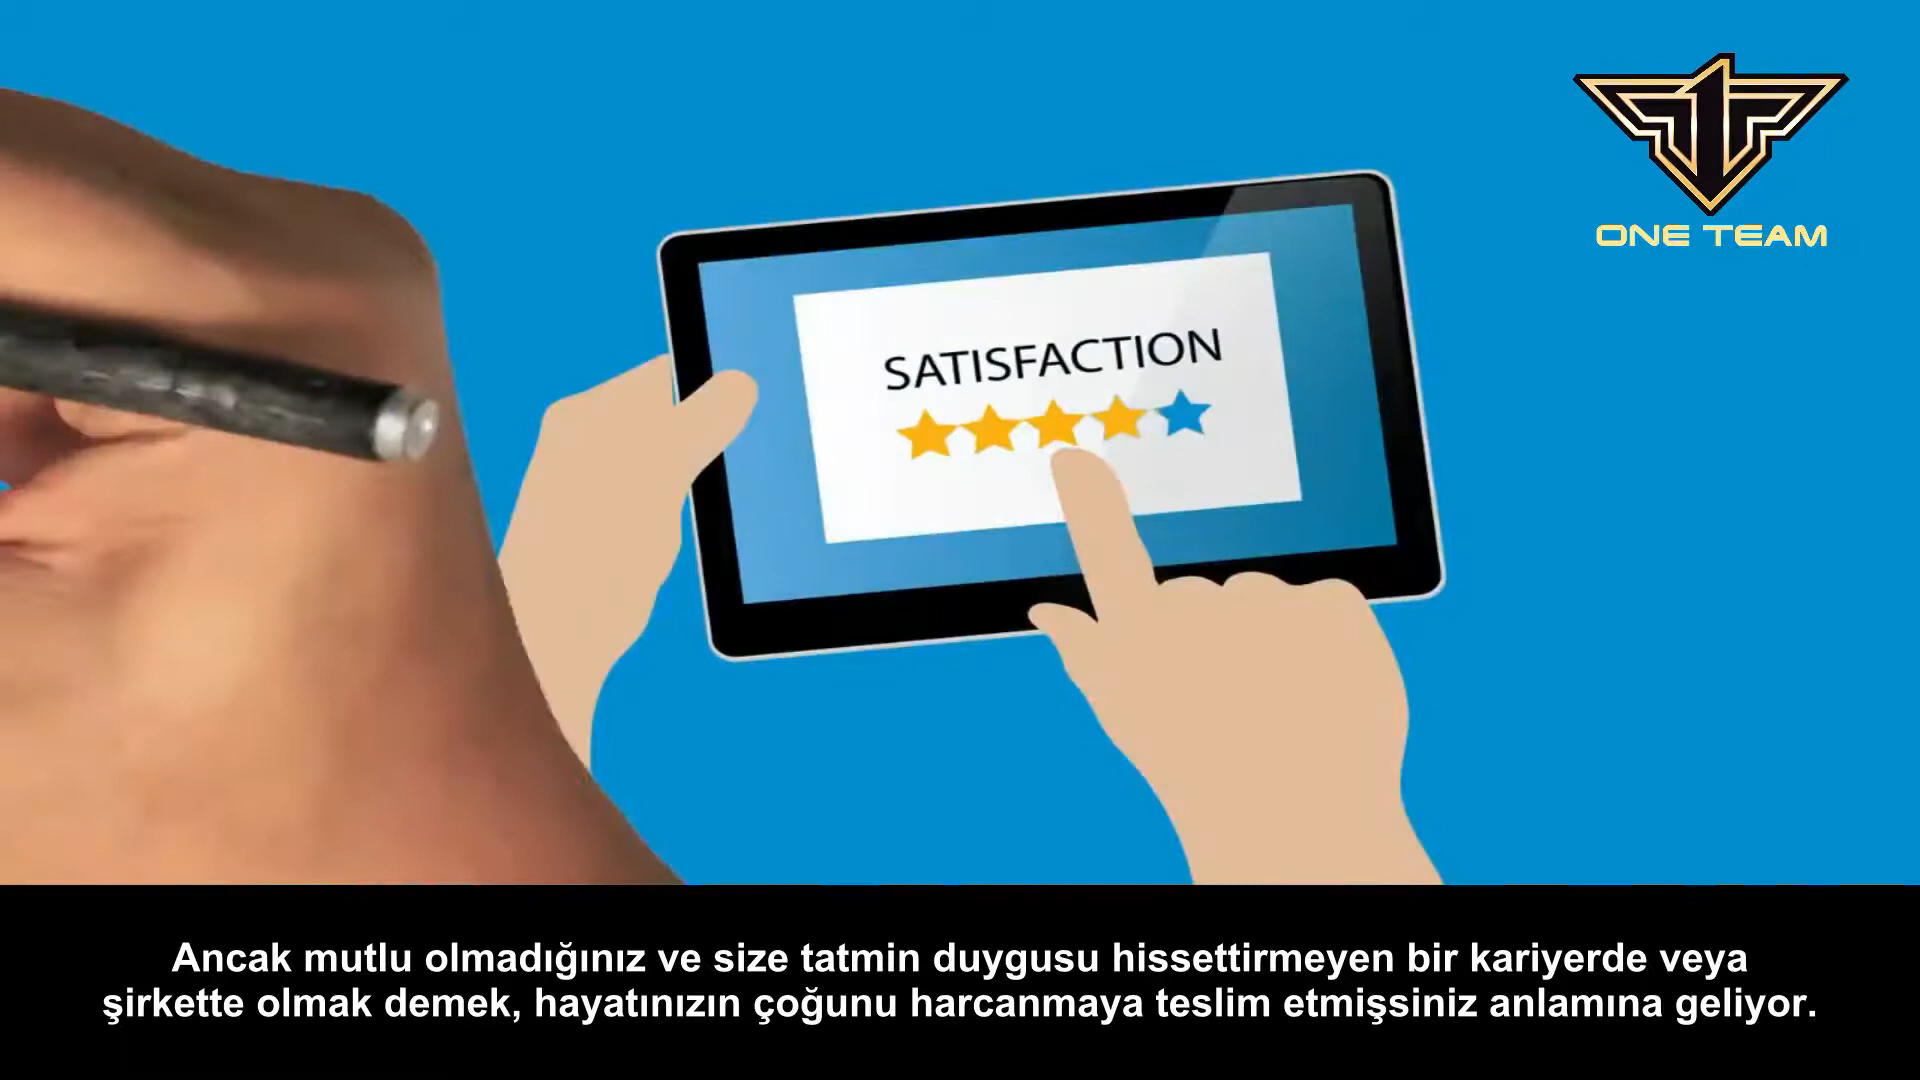 ONE TEAM
SATISFACTION
Ancak mutlu olmadığınız ve size tatmin duygusu hissettirmeyen bir kariyerde veya
şirkette olmak demek, hayatınızın çoğunu harcanmaya teslim etmişsiniz anlamına geliyor.